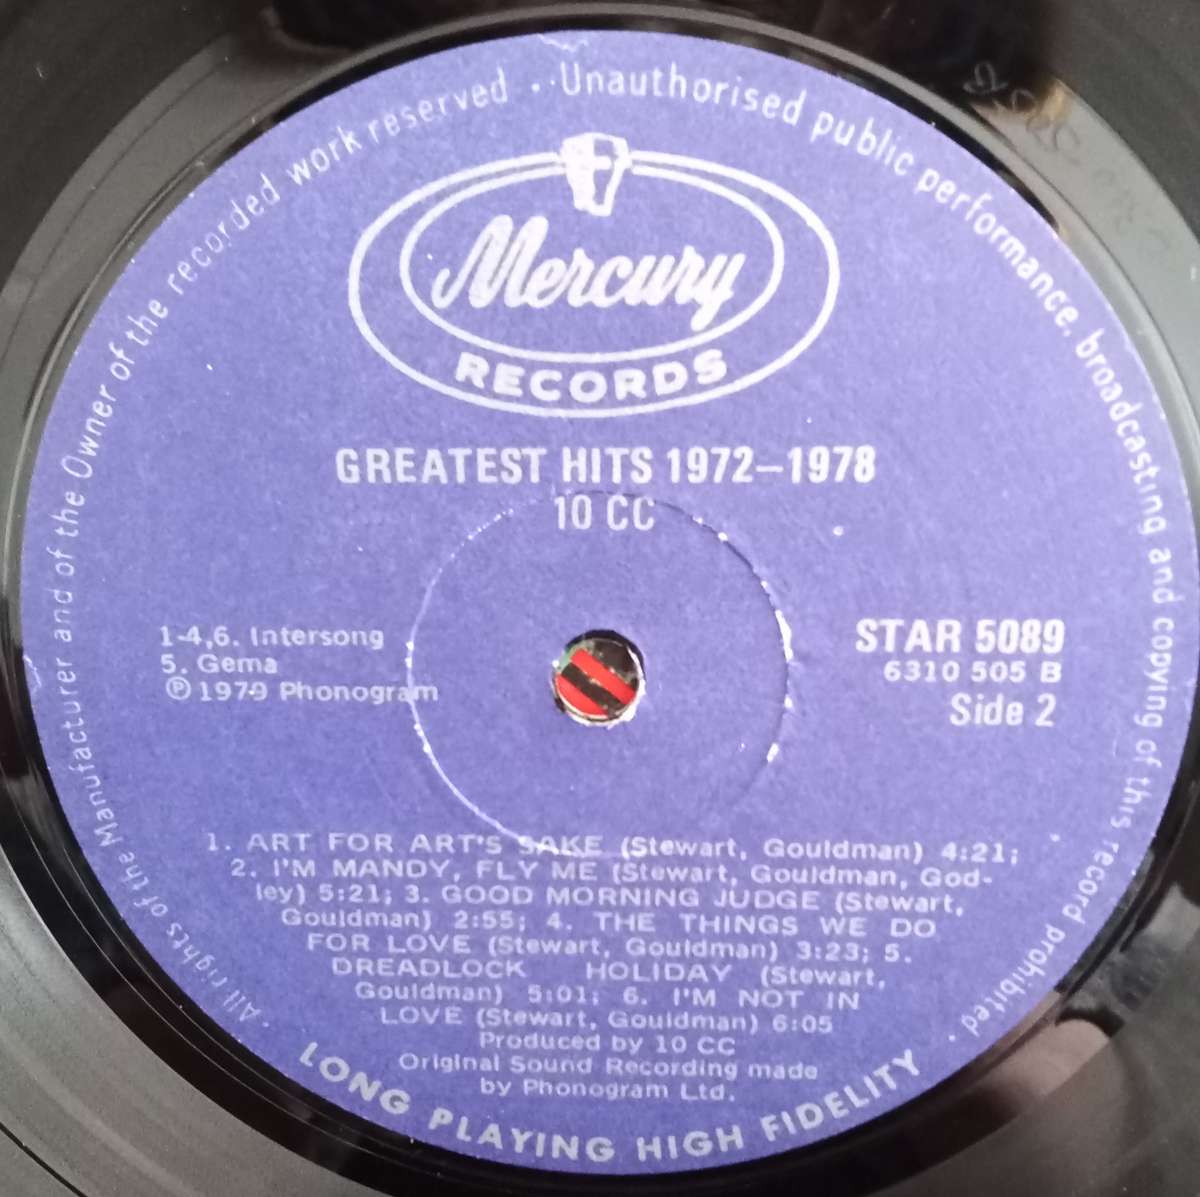 · All rights of the Manufacturer and of the Owner of the recorded work reserved · · Unauthorised public performance, broadcasting and copying of this record prohibited ·
Mercury
RECORDS
GREATEST HITS 1972–1978
10 CC
1-4,6. Intersong
5. Gema
Ⓟ 1979 Phonogram
STAR 5089
6310 505 B
Side 2
1. ART FOR ART'S SAKE (Stewart, Gouldman) 4:21;
2. I'M MANDY, FLY ME (Stewart, Gouldman, God-
ley) 5:21; 3. GOOD MORNING JUDGE (Stewart,
Gouldman) 2:55; 4. THE THINGS WE DO
FOR LOVE (Stewart, Gouldman) 3:23; 5.
DREADLOCK HOLIDAY (Stewart,
Gouldman) 5:01; 6. I'M NOT IN
LOVE (Stewart, Gouldman) 6:05
Produced by 10 CC
Original Sound Recording made
by Phonogram Ltd.
LONG PLAYING HIGH FIDELITY